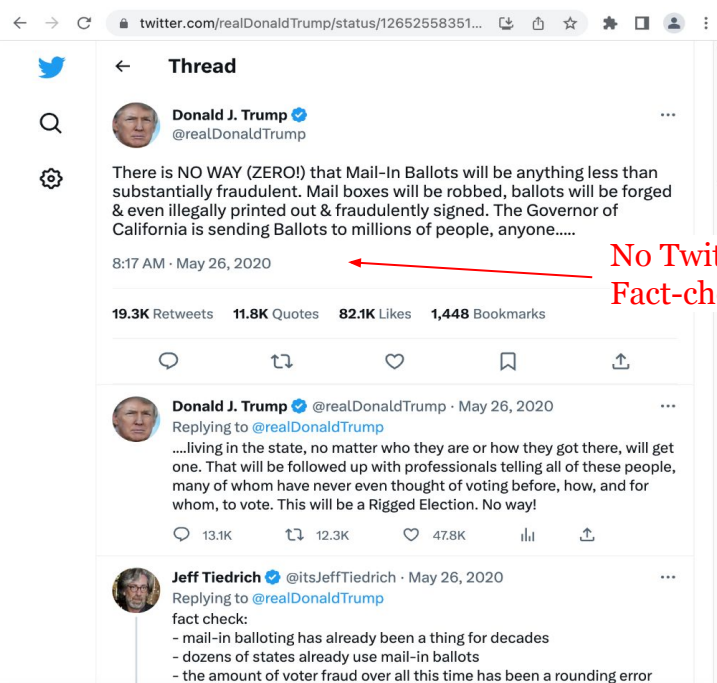 twitter.com/realDonaldTrump/status/12652558351...
Thread
Donald J. Trump
@realDonaldTrump
There is NO WAY (ZERO!) that Mail-In Ballots will be anything less than
substantially fraudulent. Mail boxes will be robbed, ballots will be forged
& even illegally printed out & fraudulently signed. The Governor of
California is sending Ballots to millions of people, anyone.....
8:17 AM · May 26, 2020
No Twit
Fact-ch
19.3K Retweets 11.8K Quotes 82.1K Likes 1,448 Bookmarks
Donald J. Trump @realDonaldTrump · May 26, 2020
Replying to @realDonaldTrump
....living in the state, no matter who they are or how they got there, will get
one. That will be followed up with professionals telling all of these people,
many of whom have never even thought of voting before, how, and for
whom, to vote. This will be a Rigged Election. No way!
13.1K 12.3K 47.8K
Jeff Tiedrich @itsJeffTiedrich · May 26, 2020
Replying to @realDonaldTrump
fact check:
- mail-in balloting has already been a thing for decades
- dozens of states already use mail-in ballots
- the amount of voter fraud over all this time has been a rounding error